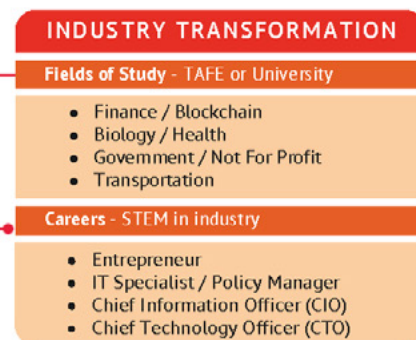 INDUSTRY TRANSFORMATION
Fields of Study - TAFE or University
• Finance / Blockchain
• Biology / Health
• Government / Not For Profit
• Transportation
Careers - STEM in industry
• Entrepreneur
• IT Specialist / Policy Manager
• Chief Information Officer (CIO)
• Chief Technology Officer (CTO)